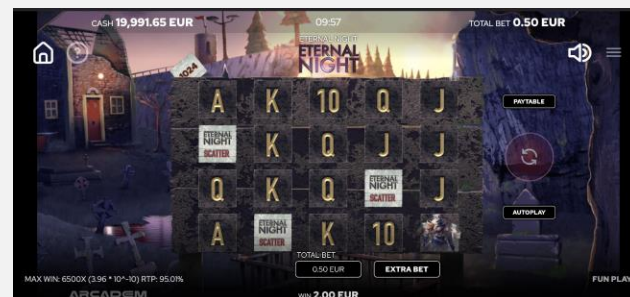 CASH 19,991.65 EUR
09:57
TOTAL BET 0.50 EUR
ETERNAL NIGHT
ETERNAL
NIGHT
1024
A K 10 Q J
PAYTABLE
ETERNAL
NIGHT
SCATTER
K Q J J
Q K Q
ETERNAL
NIGHT
SCATTER
J
AUTOPLAY
A
ETERNAL
NIGHT
SCATTER
K 10
TOTAL BET
0.50 EUR
EXTRA BET
MAX WIN: 6500X (3.96 * 10^-10) RTP: 95.01%
FUN PLAY
ARCADEM
WIN 2.00 EUR